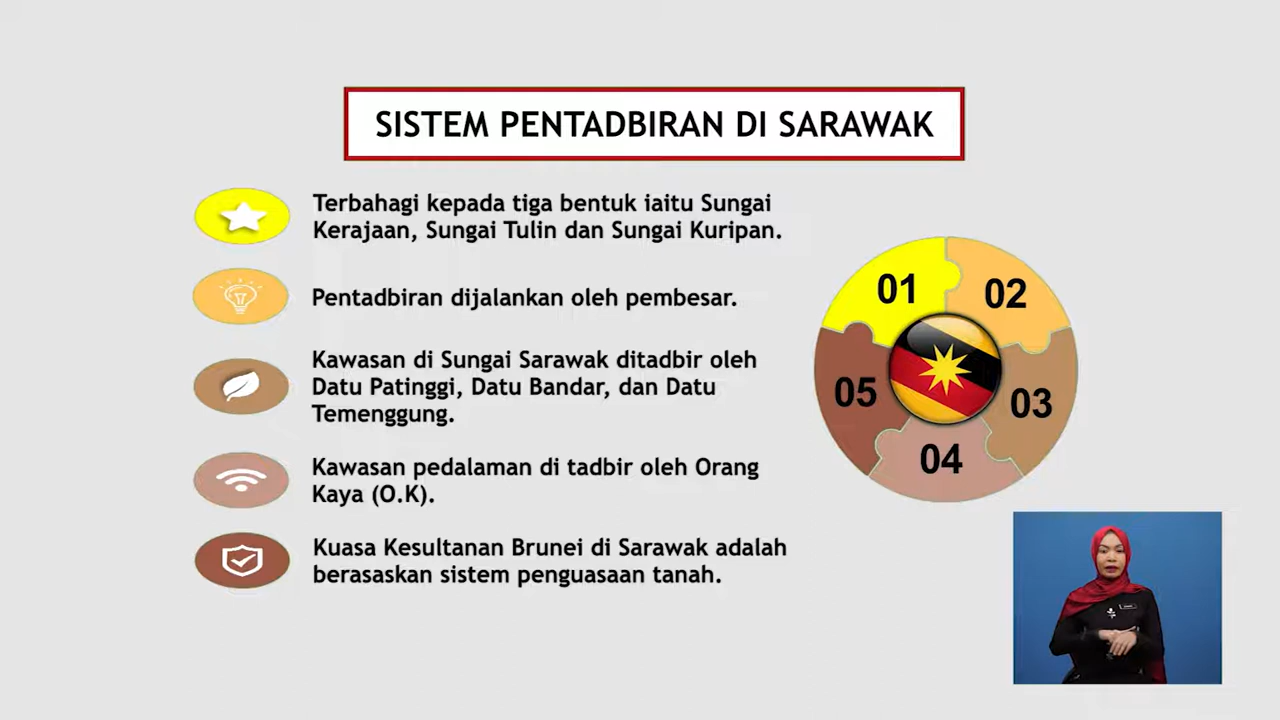 SISTEM PENTADBIRAN DI SARAWAK
Terbahagi kepada tiga bentuk iaitu Sungai
Kerajaan, Sungai Tulin dan Sungai Kuripan.
Pentadbiran dijalankan oleh pembesar.
Kawasan di Sungai Sarawak ditadbir oleh
Datu Patinggi, Datu Bandar, dan Datu
Temenggung.
Kawasan pedalaman di tadbir oleh Orang
Kaya (O.K).
Kuasa Kesultanan Brunei di Sarawak adalah
berasaskan sistem penguasaan tanah.
01
02
03
04
05